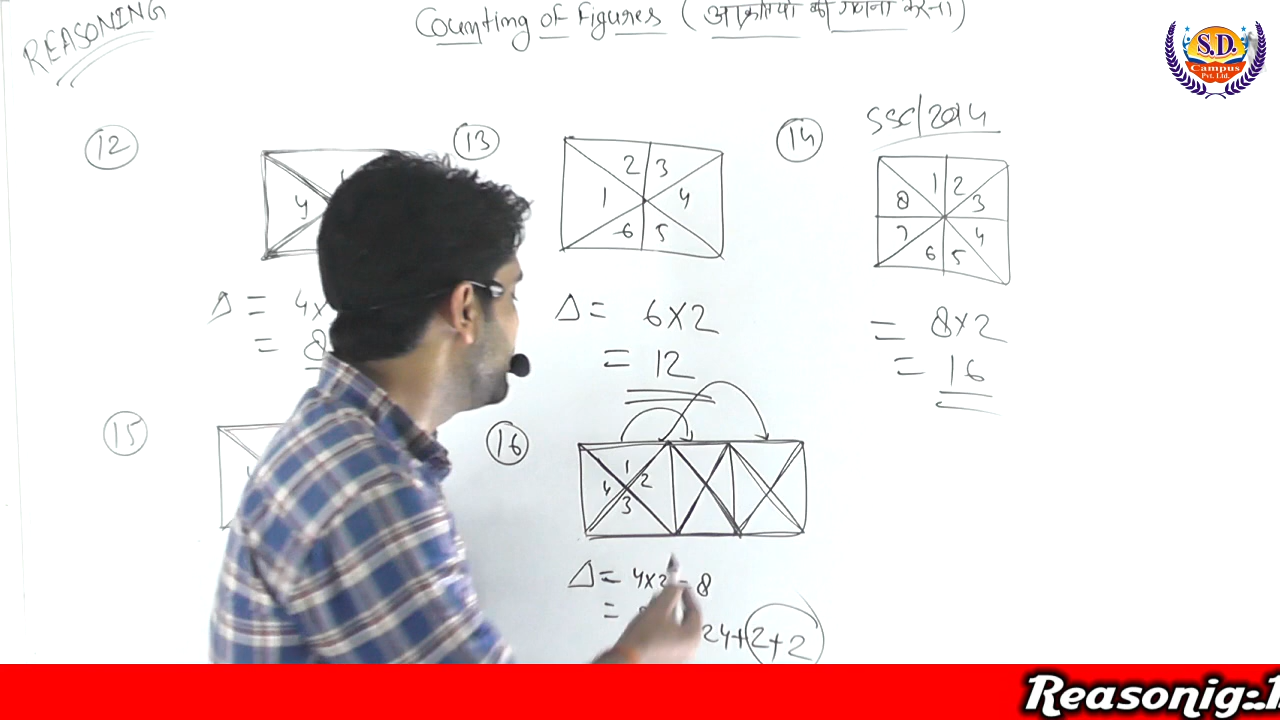 REASONING
Counting of figures (आकृतियों की गणना करना)
S.D.
Campus
Pvt. Ltd.
12
4
Δ = 4x
= 8
13
1 2 3 4 5 6
Δ = 6x2
= 12
14
SSC/2014
1 2 3 4 5 6 7 8
= 8x2
= 16
15
16
1 2 3 4
Δ = 4x2 = 8
=
24+2+2
Reasonig:.1